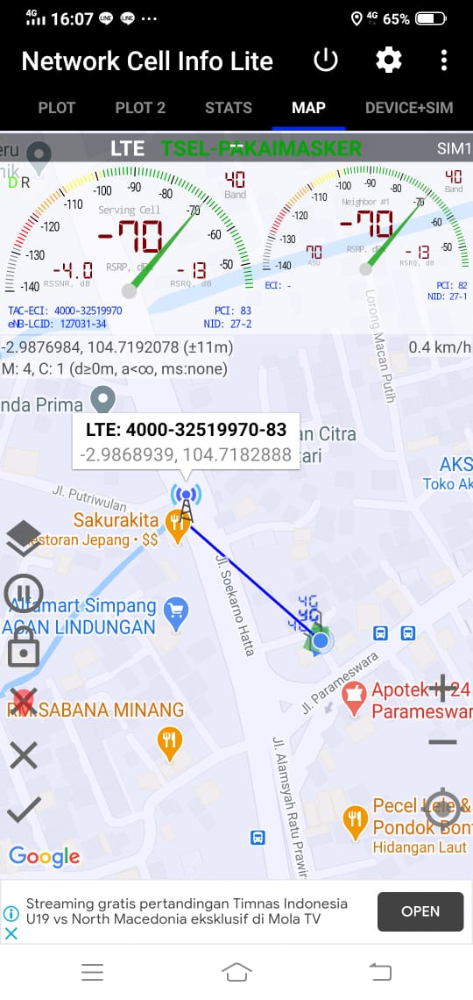 4G 16:07 LINE LINE ... 4G 65%
Network Cell Info Lite
PLOT PLOT 2 STATS MAP DEVICE+SIM
LTE TSEL-PAKAIMASKER -- SIM1
D R
-140 -130 -120 -110 -100 -90 -80 -70 -60 -50
40
Band
Serving Cell
-70
RSRP, dB
-4.0
RSSNR, dB
-13
RSRQ, dB
TAC-ECI: 4000-32519970 PCI: 83
eNB-LCID: 127031-34 NID: 27-2
-140 -130 -120 -110 -100 -90 -80 -70 -60 -50
40
Band
Neighbor #1
-70
RSRP,
70
ASU
-13
RSRQ, dB
ECI: - PCI: 82
NID: 27-1
-2.9876984, 104.7192078 (±11m) 0.4 km/h
M: 4, C: 1 (d≥0m, a<∞, ms:none)
Lorong Macan Putih
nda Prima
LTE: 4000-32519970-83
-2.9868939, 104.7182888
an Citra
ari
AKS
Toko Ak
Jl. Putriwulan
Sakurakita
estoran Jepang • $$
Jl. Soekarno Hatta
Alfamart Simpang
AGAN LINDUNGAN
Jl. Parameswara
Apotek K-24
Parameswar
RM SABANA MINANG
Jl. Alamsyah Ratu Prawir
Pecel Lele &
Pondok Bon
Hidangan Laut
Google
Streaming gratis pertandingan Timnas Indonesia
U19 vs North Macedonia eksklusif di Mola TV
OPEN